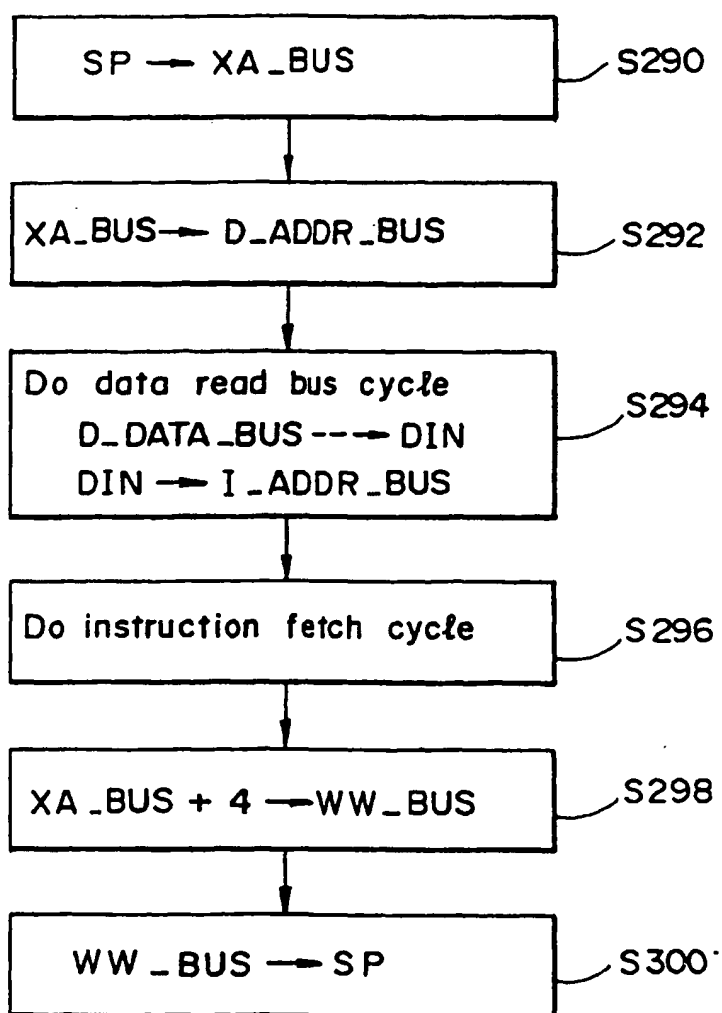 SP → XA_BUS
S290
XA_BUS → D_ADDR_BUS
S292
Do data read bus cycle
D_DATA_BUS ---→ DIN
DIN → I_ADDR_BUS
S294
Do instruction fetch cycle
S296
XA_BUS + 4 → WW_BUS
S298
WW_BUS → SP
S300